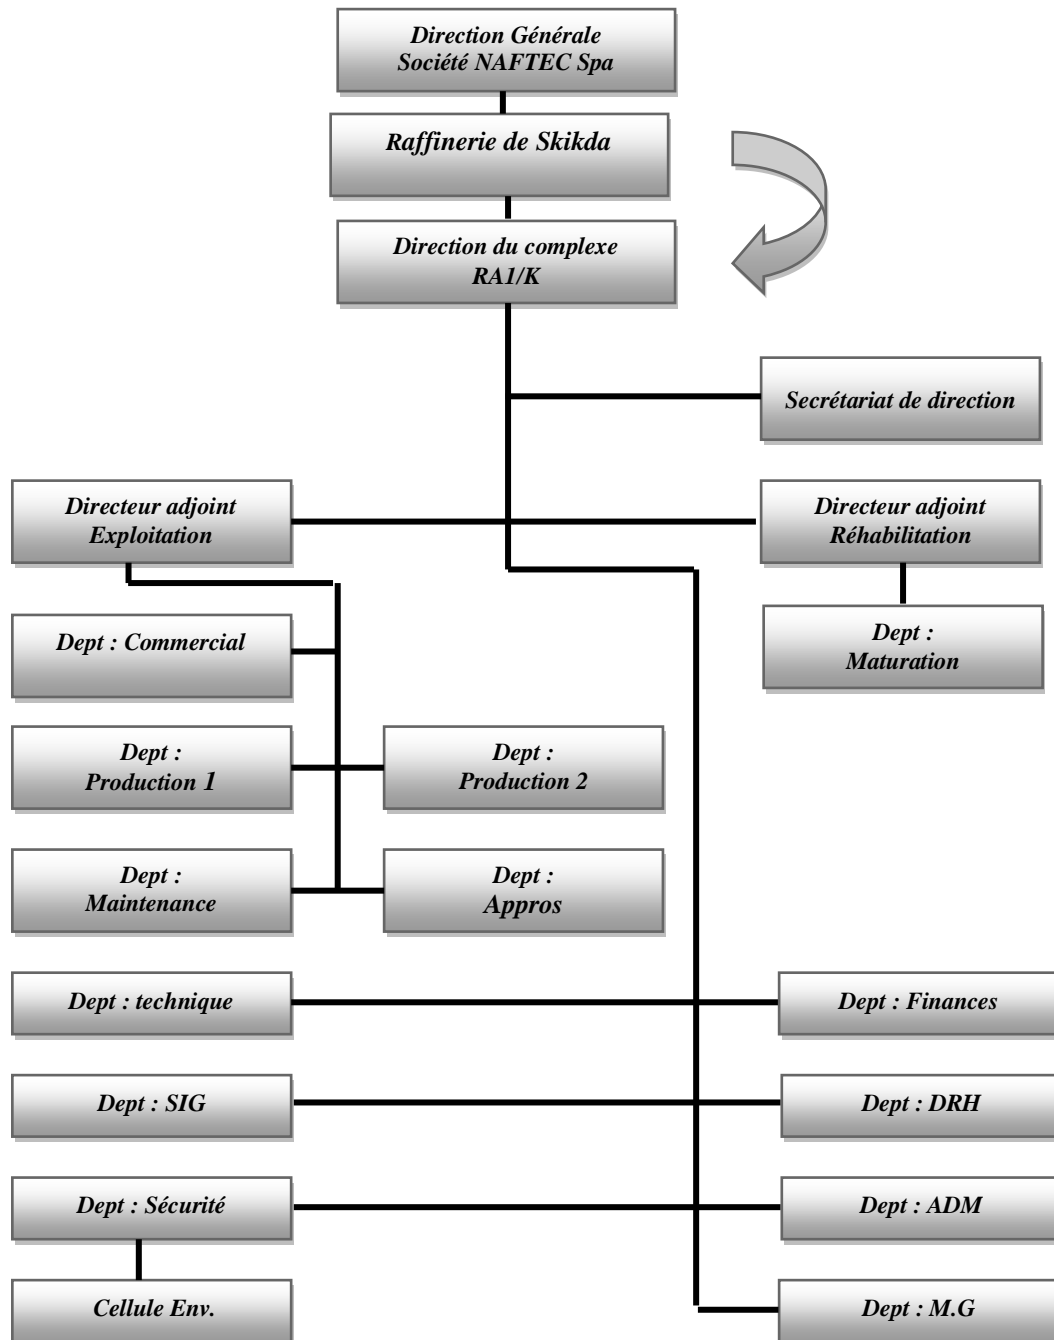 Direction Générale
Société NAFTEC Spa
Raffinerie de Skikda
Direction du complexe
RA1/K
Secrétariat de direction
Directeur adjoint
Exploitation
Directeur adjoint
Réhabilitation
Dept : Commercial
Dept :
Maturation
Dept :
Production 1
Dept :
Production 2
Dept :
Maintenance
Dept :
Appros
Dept : technique
Dept : Finances
Dept : SIG
Dept : DRH
Dept : Sécurité
Dept : ADM
Cellule Env.
Dept : M.G